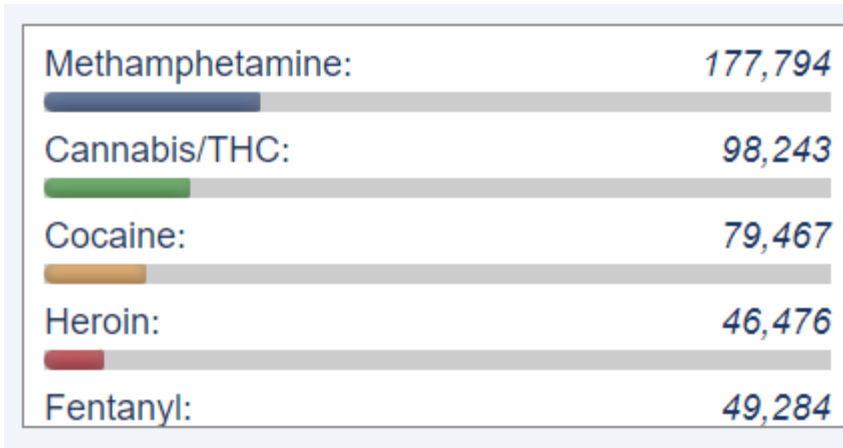 Methamphetamine: 177,794
Cannabis/THC: 98,243
Cocaine: 79,467
Heroin: 46,476
Fentanyl: 49,284